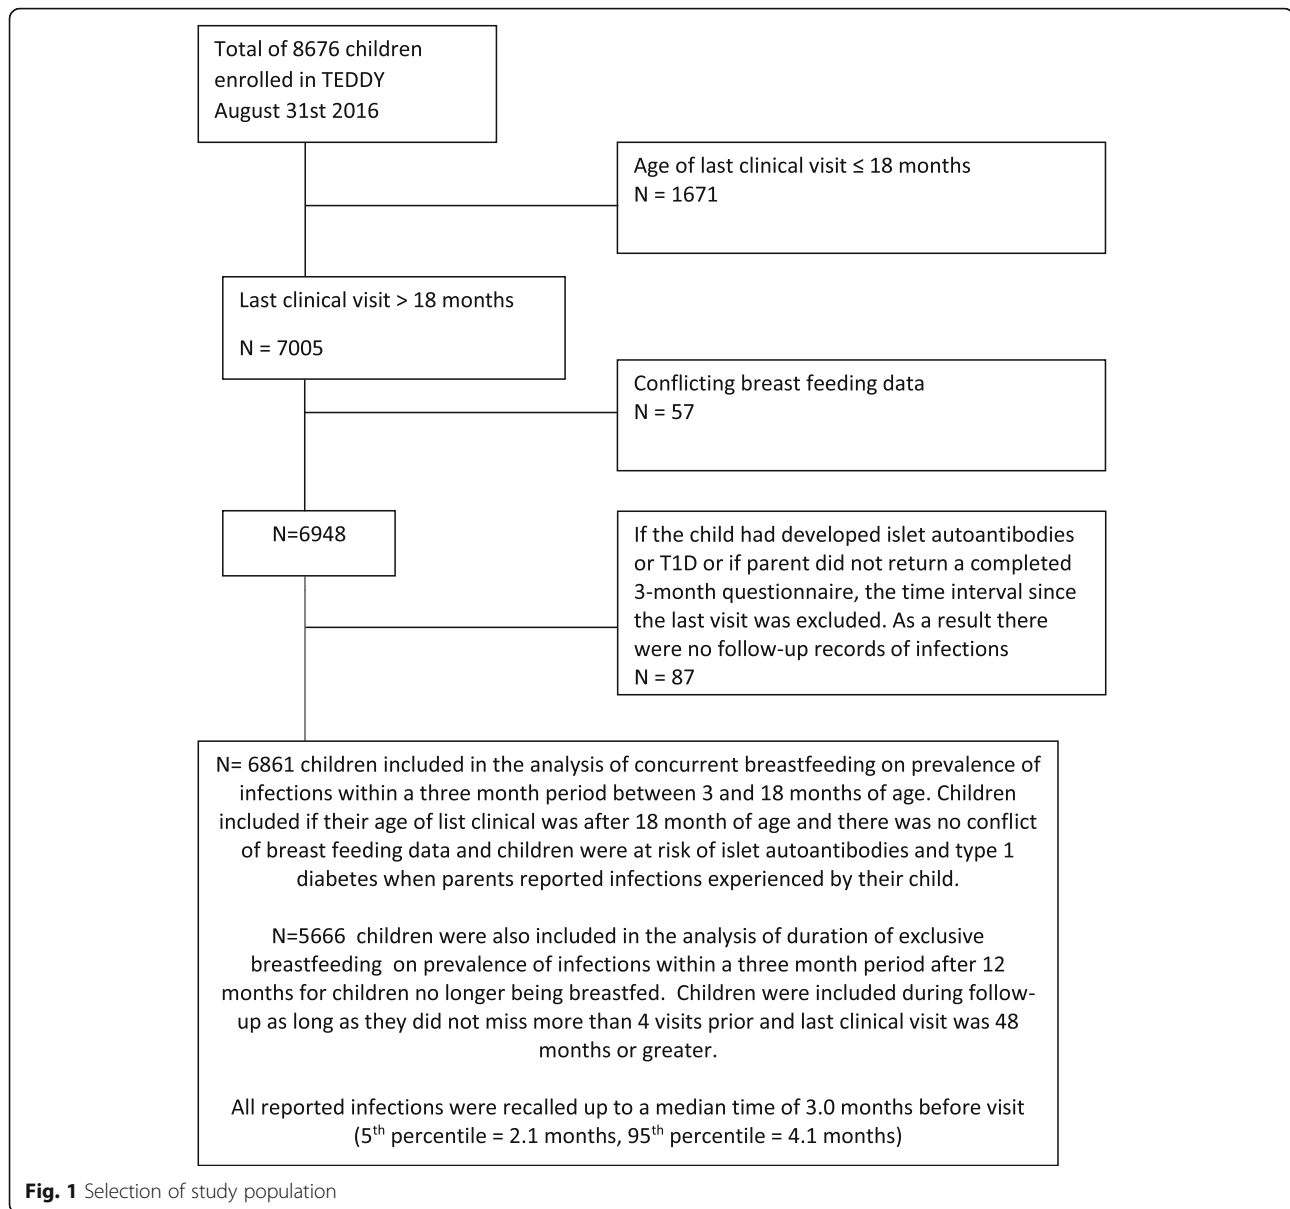 Total of 8676 children
enrolled in TEDDY
August 31st 2016
Age of last clinical visit ≤ 18 months
N = 1671
Last clinical visit > 18 months
N = 7005
Conflicting breast feeding data
N = 57
N=6948
If the child had developed islet autoantibodies
or T1D or if parent did not return a completed
3-month questionnaire, the time interval since
the last visit was excluded. As a result there
were no follow-up records of infections
N = 87
N= 6861 children included in the analysis of concurrent breastfeeding on prevalence of
infections within a three month period between 3 and 18 months of age. Children
included if their age of list clinical was after 18 month of age and there was no conflict
of breast feeding data and children were at risk of islet autoantibodies and type 1
diabetes when parents reported infections experienced by their child.
N=5666 children were also included in the analysis of duration of exclusive
breastfeeding on prevalence of infections within a three month period after 12
months for children no longer being breastfed. Children were included during follow-
up as long as they did not miss more than 4 visits prior and last clinical visit was 48
months or greater.
All reported infections were recalled up to a median time of 3.0 months before visit
(5th percentile = 2.1 months, 95th percentile = 4.1 months)
Fig. 1 Selection of study population